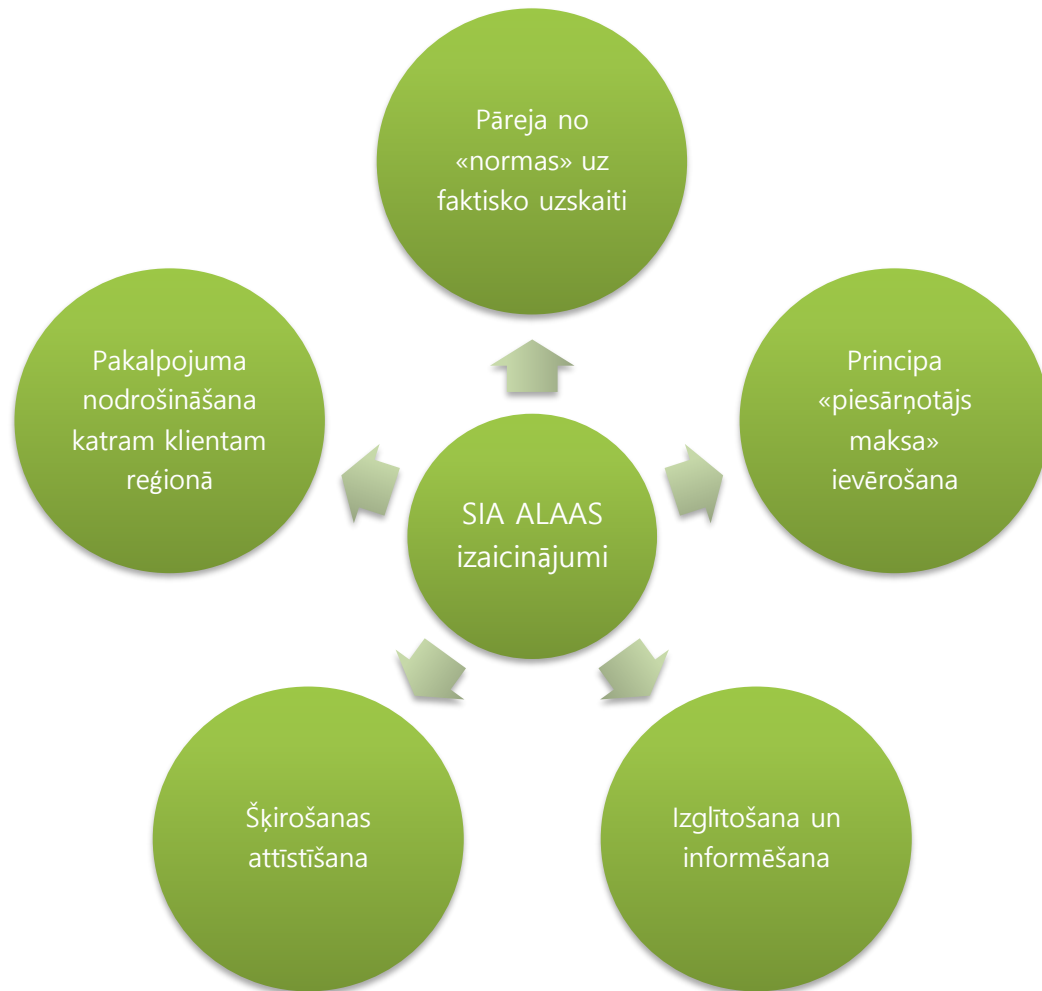 Pāreja no
«normas» uz
faktisko uzskaiti
Pakalpojuma
nodrošināšana
katram klientam
reģionā
Principa
«piesārņotājs
maksa»
ievērošana
SIA ALAAS
izaicinājumi
Šķirošanas
attīstīšana
Izglītošana un
informēšana